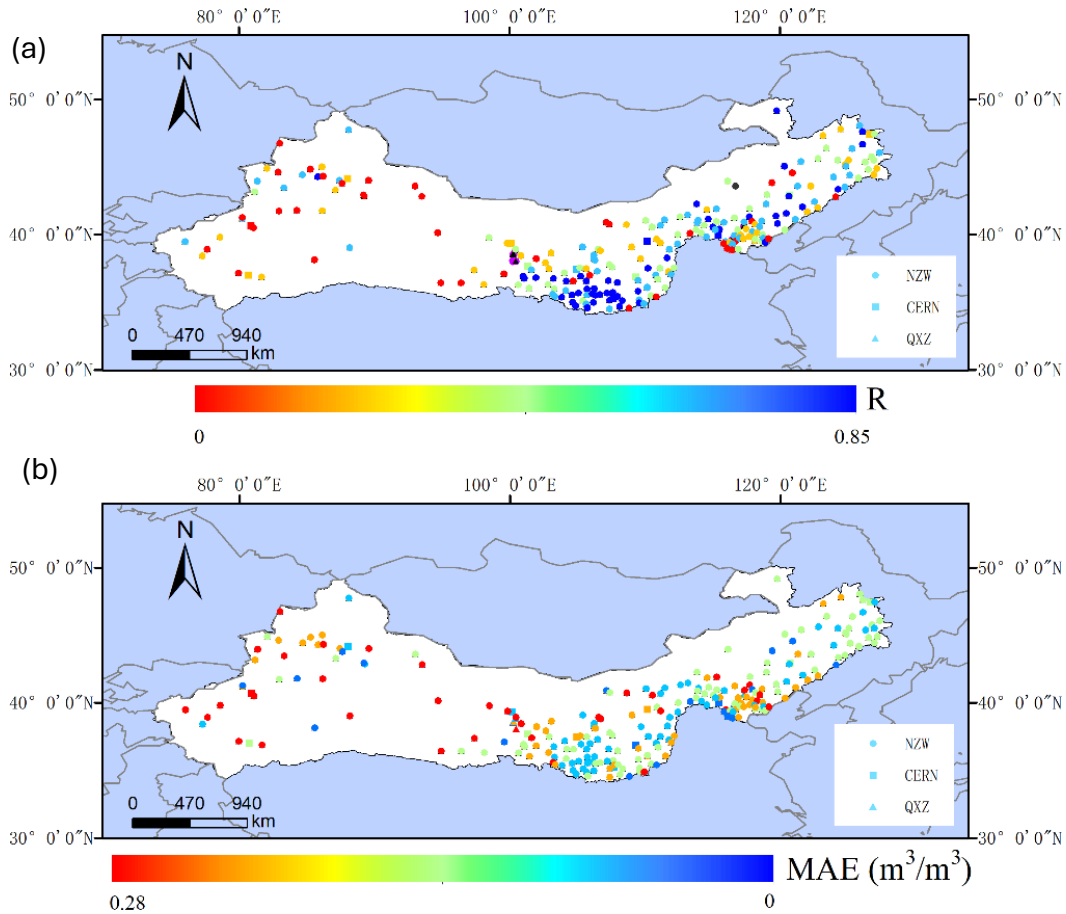 (a)
80° 0'0"E 100° 0'0"E 120° 0'0"E
N
50° 0'0"N 50° 0'0"N
40° 0'0"N 40° 0'0"N
NZW
CERN
QXZ
0 470 940
km
30° 0'0"N 30° 0'0"N
R
0 0.85
(b)
80° 0'0"E 100° 0'0"E 120° 0'0"E
N
50° 0'0"N 50° 0'0"N
40° 0'0"N 40° 0'0"N
NZW
CERN
QXZ
0 470 940
km
30° 0'0"N 30° 0'0"N
MAE (m³/m³)
0.28 0